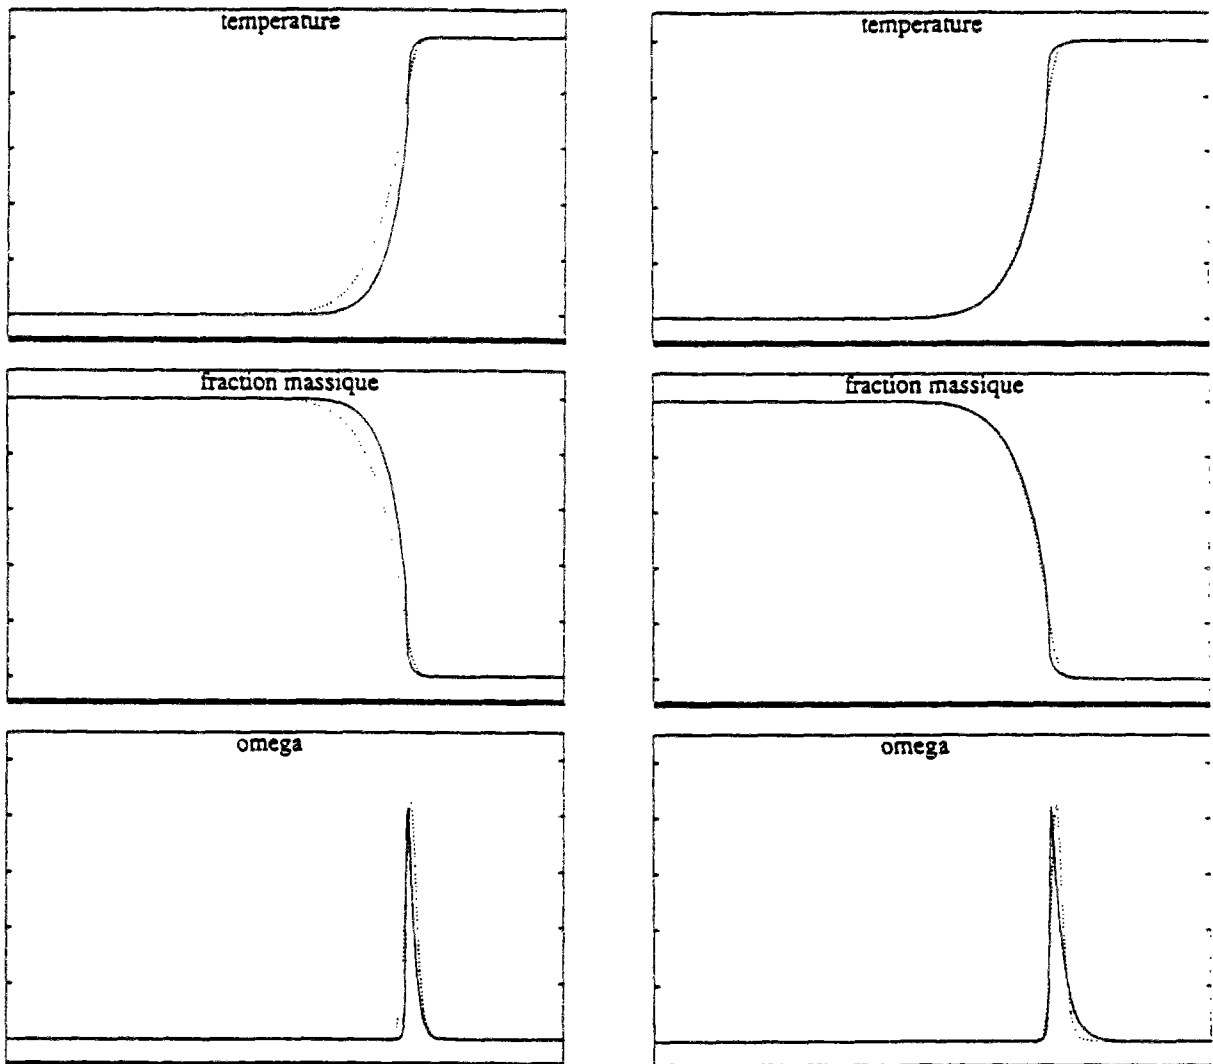 temperature
temperature
fraction massique
fraction massique
omega
omega